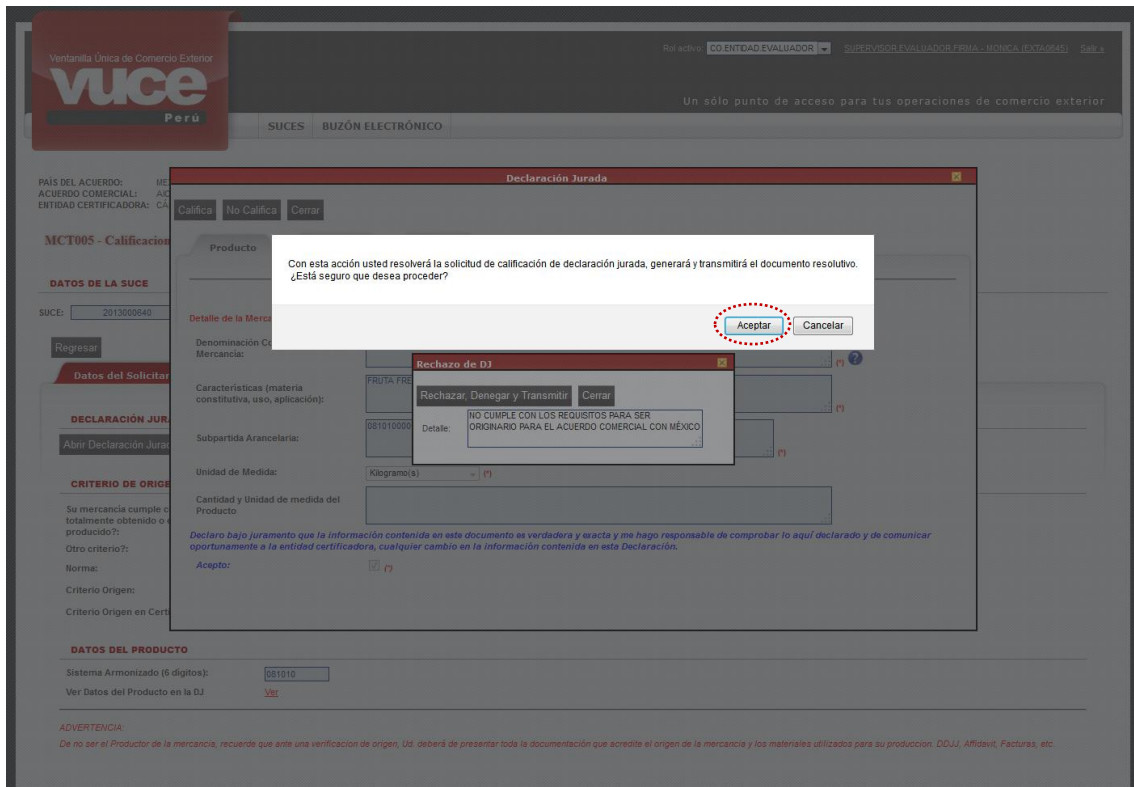 Ventanilla Única de Comercio Exterior
vuce
Perú
Rol activo: CO.ENTIDAD.EVALUADOR
SUPERVISOR.EVALUADOR.FIRMA - MONICA (EXTA0645)
Salir »
Un sólo punto de acceso para tus operaciones de comercio exterior
SUCES
BUZÓN ELECTRÓNICO
PAÍS DEL ACUERDO:
ACUERDO COMERCIAL:
ENTIDAD CERTIFICADORA:
Declaración Jurada
Califica
No Califica
Cerrar
MCT005 - Calificacion
Producto
Con esta acción usted resolverá la solicitud de calificación de declaración jurada, generará y transmitirá el documento resolutivo.
¿Está seguro que desea proceder?
Aceptar
Cancelar
DATOS DE LA SUCE
SUCE: 2013000640
Detalle de la Merca
Regresar
Denominación Co
Mercancía:
(*)
?
Datos del Solicitan
Rechazo de DJ
Rechazar, Denegar y Transmitir
Cerrar
Detalle: NO CUMPLE CON LOS REQUISITOS PARA SER
ORIGINARIO PARA EL ACUERDO COMERCIAL CON MÉXICO
Características (materia
constitutiva, uso, aplicación):
FRUTA FRE
(*)
DECLARACIÓN JUR
Abrir Declaración Jurad
Subpartida Arancelaria:
081010000
(*)
Unidad de Medida:
Kilogramo(s)
(*)
CRITERIO DE ORIGE
Cantidad y Unidad de medida del
Producto
Su mercancía cumple c
totalmente obtenido o e
producido?:
Declaro bajo juramento que la información contenida en este documento es verdadera y exacta y me hago responsable de comprobar lo aquí declarado y de comunicar
oportunamente a la entidad certificadora, cualquier cambio en la información contenida en esta Declaración.
Otro criterio?:
Acepto:
(*)
Norma:
Criterio Origen:
Criterio Origen en Certi
DATOS DEL PRODUCTO
Sistema Armonizado (6 digitos): 081010
Ver Datos del Producto en la DJ Ver
ADVERTENCIA:
De no ser el Productor de la mercancia, recuerde que ante una verificacion de origen, Ud. deberá de presentar toda la documentación que acredite el origen de la mercancia y los materiales utilizados para su produccion. DDJJ, Affidavit, Facturas, etc.